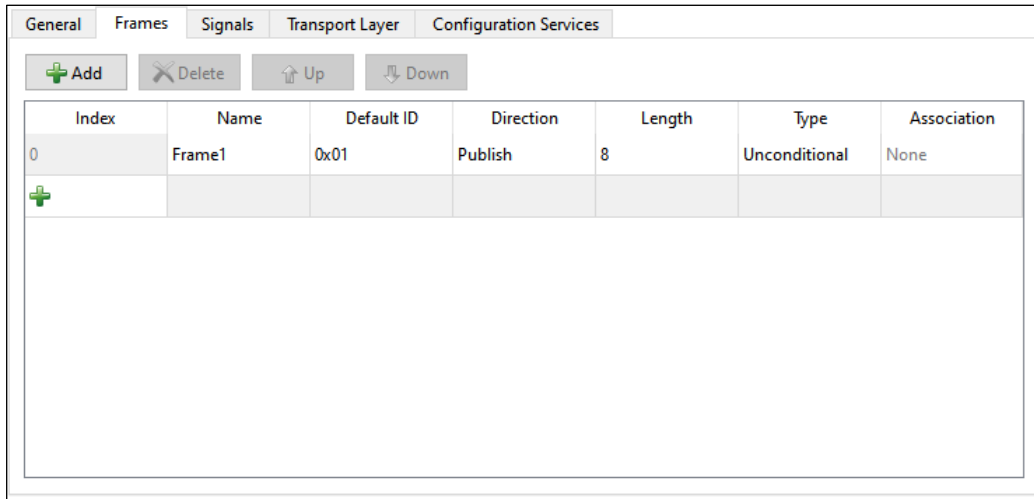 General Frames Signals Transport Layer Configuration Services
Add Delete Up Down
Index Name Default ID Direction Length Type Association
0 Frame1 0x01 Publish 8 Unconditional None